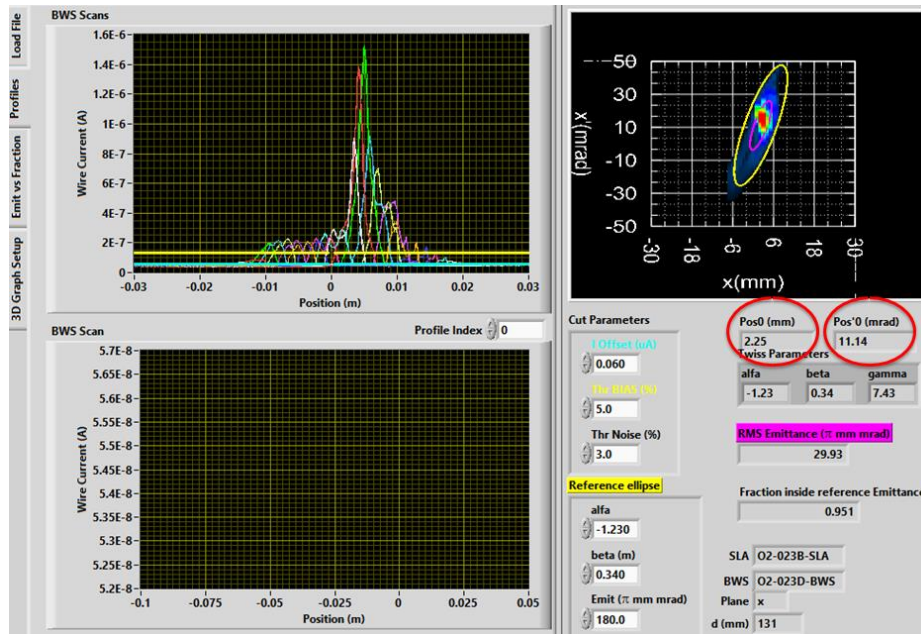 Load File
Profiles
Emit vs Fraction
3D Graph Setup
BWS Scans
Wire Current (A)
1.6E-6
1.4E-6
1.2E-6
1E-6
8E-7
6E-7
4E-7
2E-7
0
-0.03 -0.02 -0.01 0 0.01 0.02 0.03
Position (m)
BWS Scan
Profile Index 0
Wire Current (A)
5.7E-8
5.65E-8
5.6E-8
5.55E-8
5.5E-8
5.45E-8
5.4E-8
5.35E-8
5.3E-8
5.25E-8
5.2E-8
-0.1 -0.075 -0.05 -0.025 0 0.025 0.05
Position (m)
x'(mrad)
50
30
10
-10
-30
-50
-30 -18 -6 6 18 30
x(mm)
Cut Parameters
I Offset (uA)
0.060
Thr BIAS (%)
5.0
Thr Noise (%)
3.0
Reference ellipse
alfa
-1.230
beta (m)
0.340
Emit (π mm mrad)
180.0
Pos0 (mm) Pos'0 (mrad)
2.25 11.14
Twiss Parameters
alfa beta gamma
-1.23 0.34 7.43
RMS Emittance (π mm mrad)
29.93
Fraction inside reference Emittance
0.951
SLA O2-023B-SLA
BWS O2-023D-BWS
Plane x
d (mm) 131